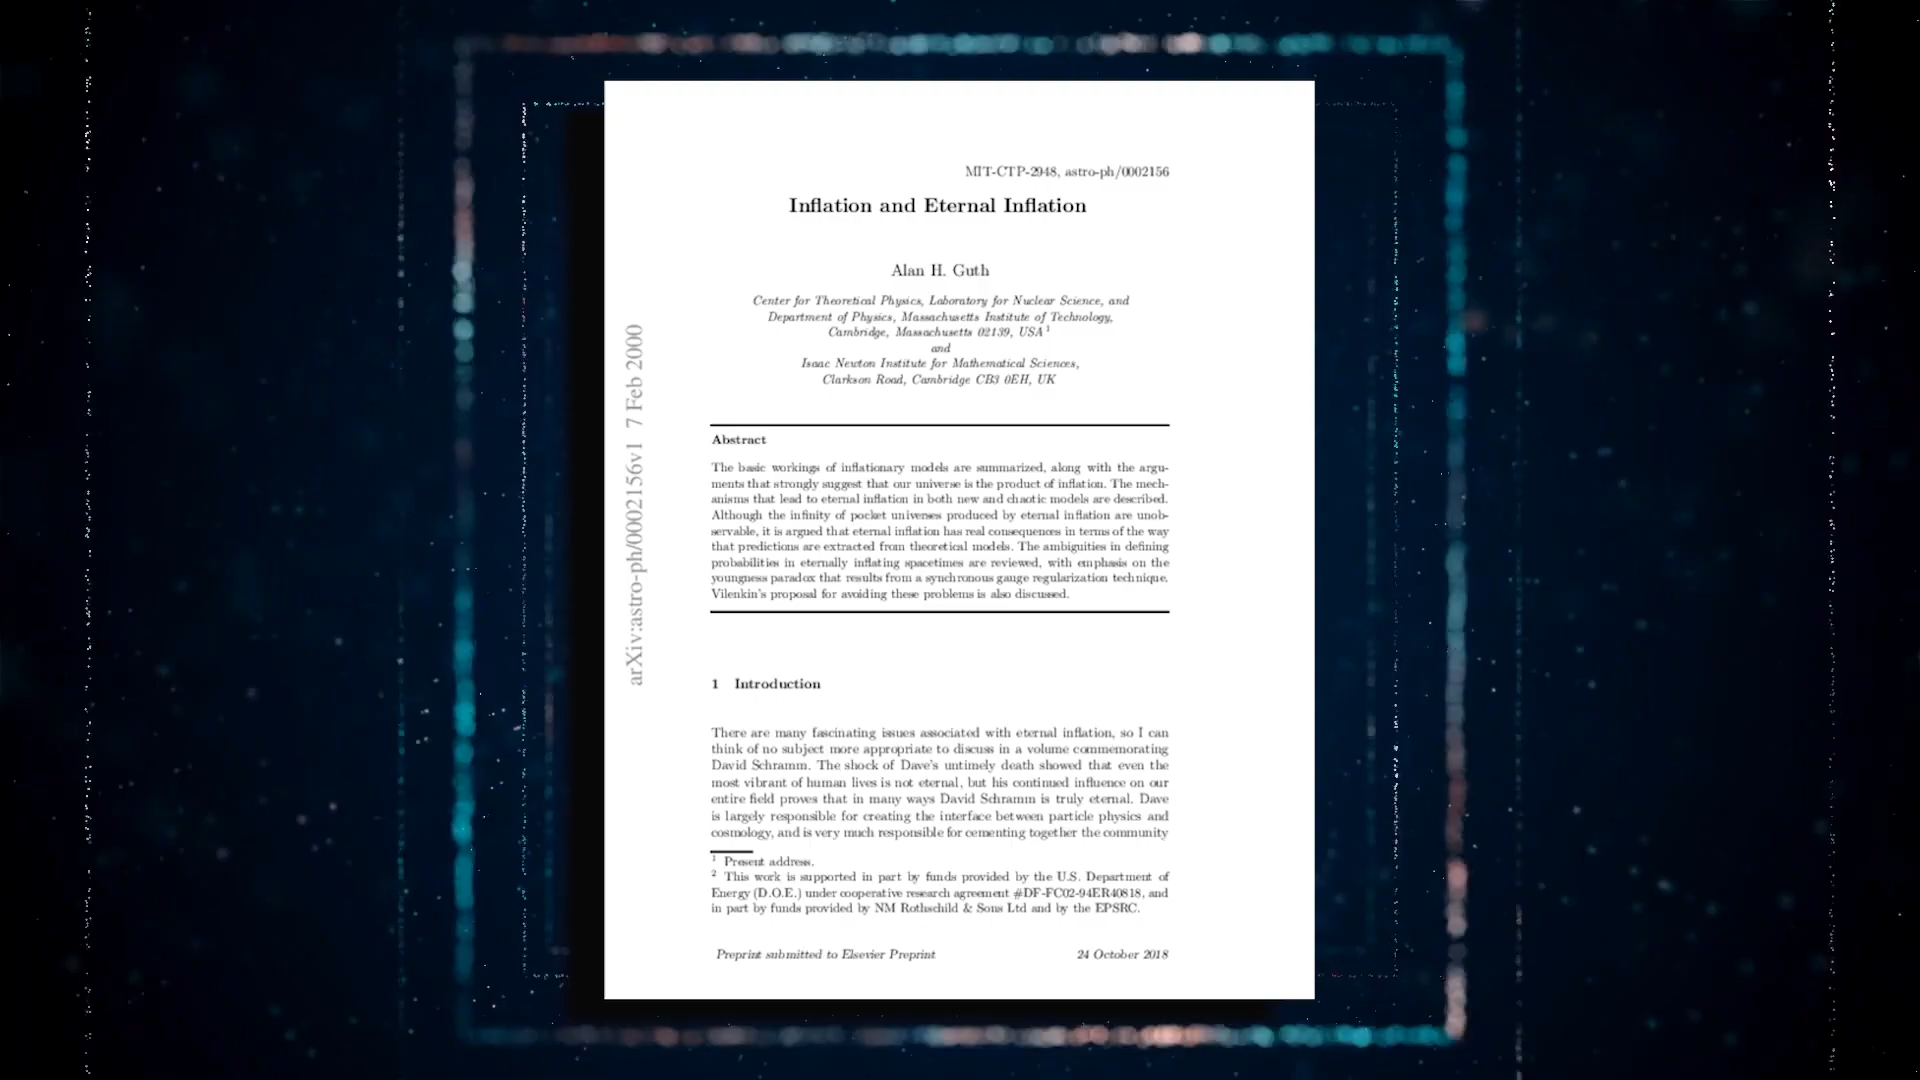 MIT-CTP-2948, astro-ph/0002156
Inflation and Eternal Inflation
Alan H. Guth
Center for Theoretical Physics, Laboratory for Nuclear Science, and
Department of Physics, Massachusetts Institute of Technology,
Cambridge, Massachusetts 02139, USA 1
and
Isaac Newton Institute for Mathematical Sciences,
Clarkson Road, Cambridge CB3 0EH, UK
arXiv:astro-ph/0002156v1 7 Feb 2000
Abstract
The basic workings of inflationary models are summarized, along with the argu-
ments that strongly suggest that our universe is the product of inflation. The mech-
anisms that lead to eternal inflation in both new and chaotic models are described.
Although the infinity of pocket universes produced by eternal inflation are unob-
servable, it is argued that eternal inflation has real consequences in terms of the way
that predictions are extracted from theoretical models. The ambiguities in defining
probabilities in eternally inflating spacetimes are reviewed, with emphasis on the
youngness paradox that results from a synchronous gauge regularization technique.
Vilenkin's proposal for avoiding these problems is also discussed.
1 Introduction
There are many fascinating issues associated with eternal inflation, so I can
think of no subject more appropriate to discuss in a volume commemorating
David Schramm. The shock of Dave's untimely death showed that even the
most vibrant of human lives is not eternal, but his continued influence on our
entire field proves that in many ways David Schramm is truly eternal. Dave
is largely responsible for creating the interface between particle physics and
cosmology, and is very much responsible for cementing together the community
1 Present address.
2 This work is supported in part by funds provided by the U.S. Department of
Energy (D.O.E.) under cooperative research agreement #DF-FC02-94ER40818, and
in part by funds provided by NM Rothschild & Sons Ltd and by the EPSRC.
Preprint submitted to Elsevier Preprint 24 October 2018